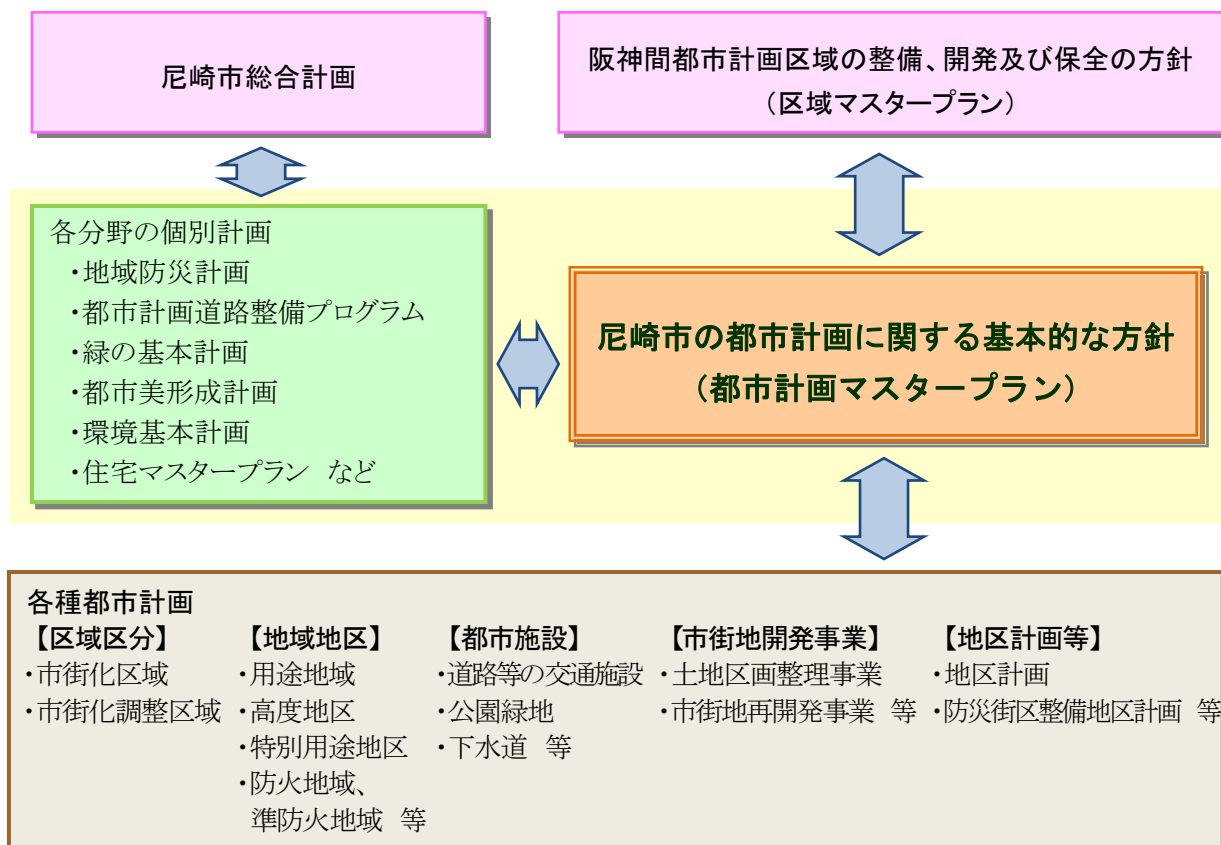 尼崎市総合計画
阪神間都市計画区域の整備、開発及び保全の方針
（区域マスタープラン）
各分野の個別計画
・地域防災計画
・都市計画道路整備プログラム
・緑の基本計画
・都市美形成計画
・環境基本計画
・住宅マスタープラン　など
尼崎市の都市計画に関する基本的な方針
（都市計画マスタープラン）
各種都市計画
【区域区分】
・市街化区域
・市街化調整区域
【地域地区】
・用途地域
・高度地区
・特別用途地区
・防火地域、
準防火地域　等
【都市施設】
・道路等の交通施設
・公園緑地
・下水道　等
【市街地開発事業】
・土地区画整理事業
・市街地再開発事業　等
【地区計画等】
・地区計画
・防災街区整備地区計画　等